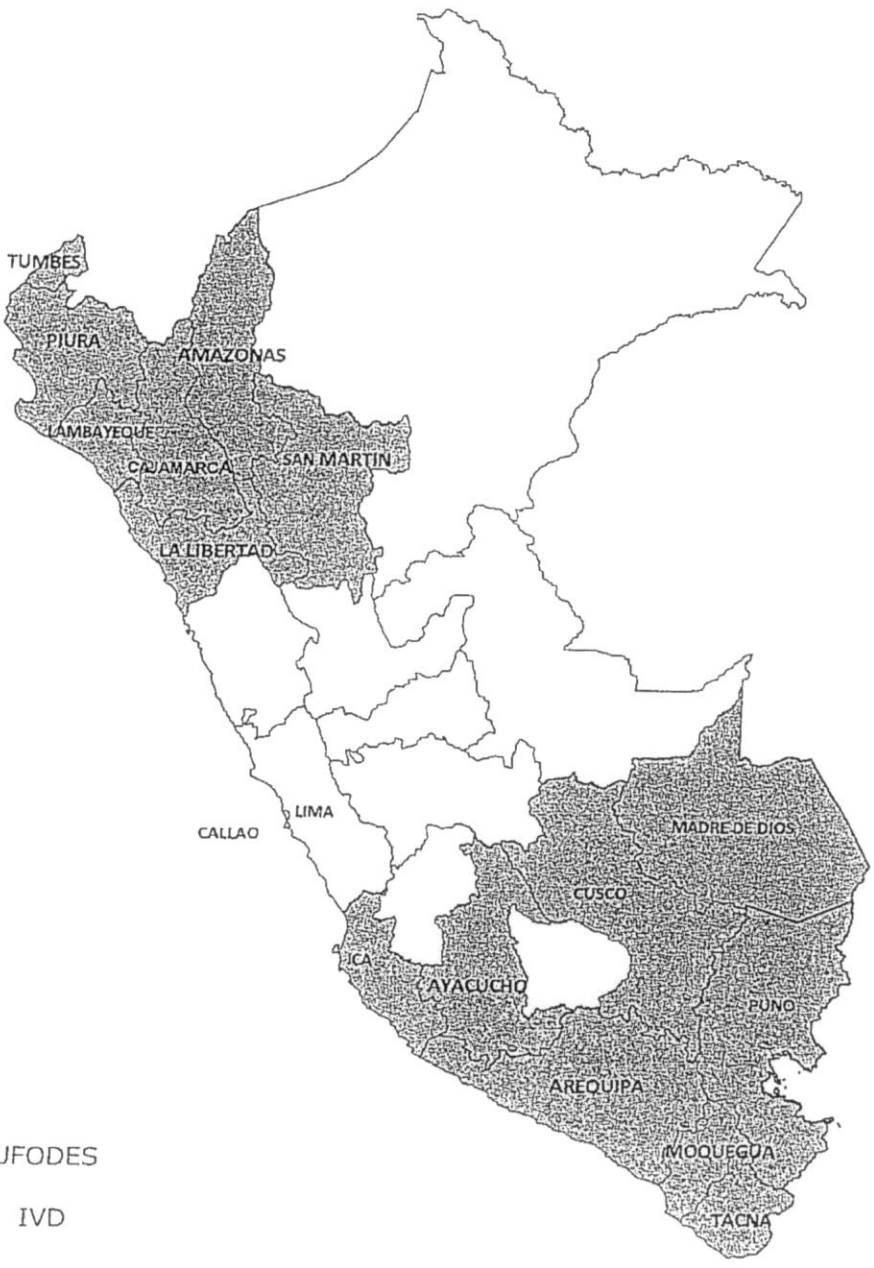 TUMBES
PIURA
AMAZONAS
LAMBAYEQUE
CAJAMARCA
SAN MARTIN
LA LIBERTAD
LIMA
CALLAO
MADRE DE DIOS
CUSCO
ICA
AYACUCHO
PUNO
AREQUIPA
MOQUEGUA
TACNA
UFODES
IVD